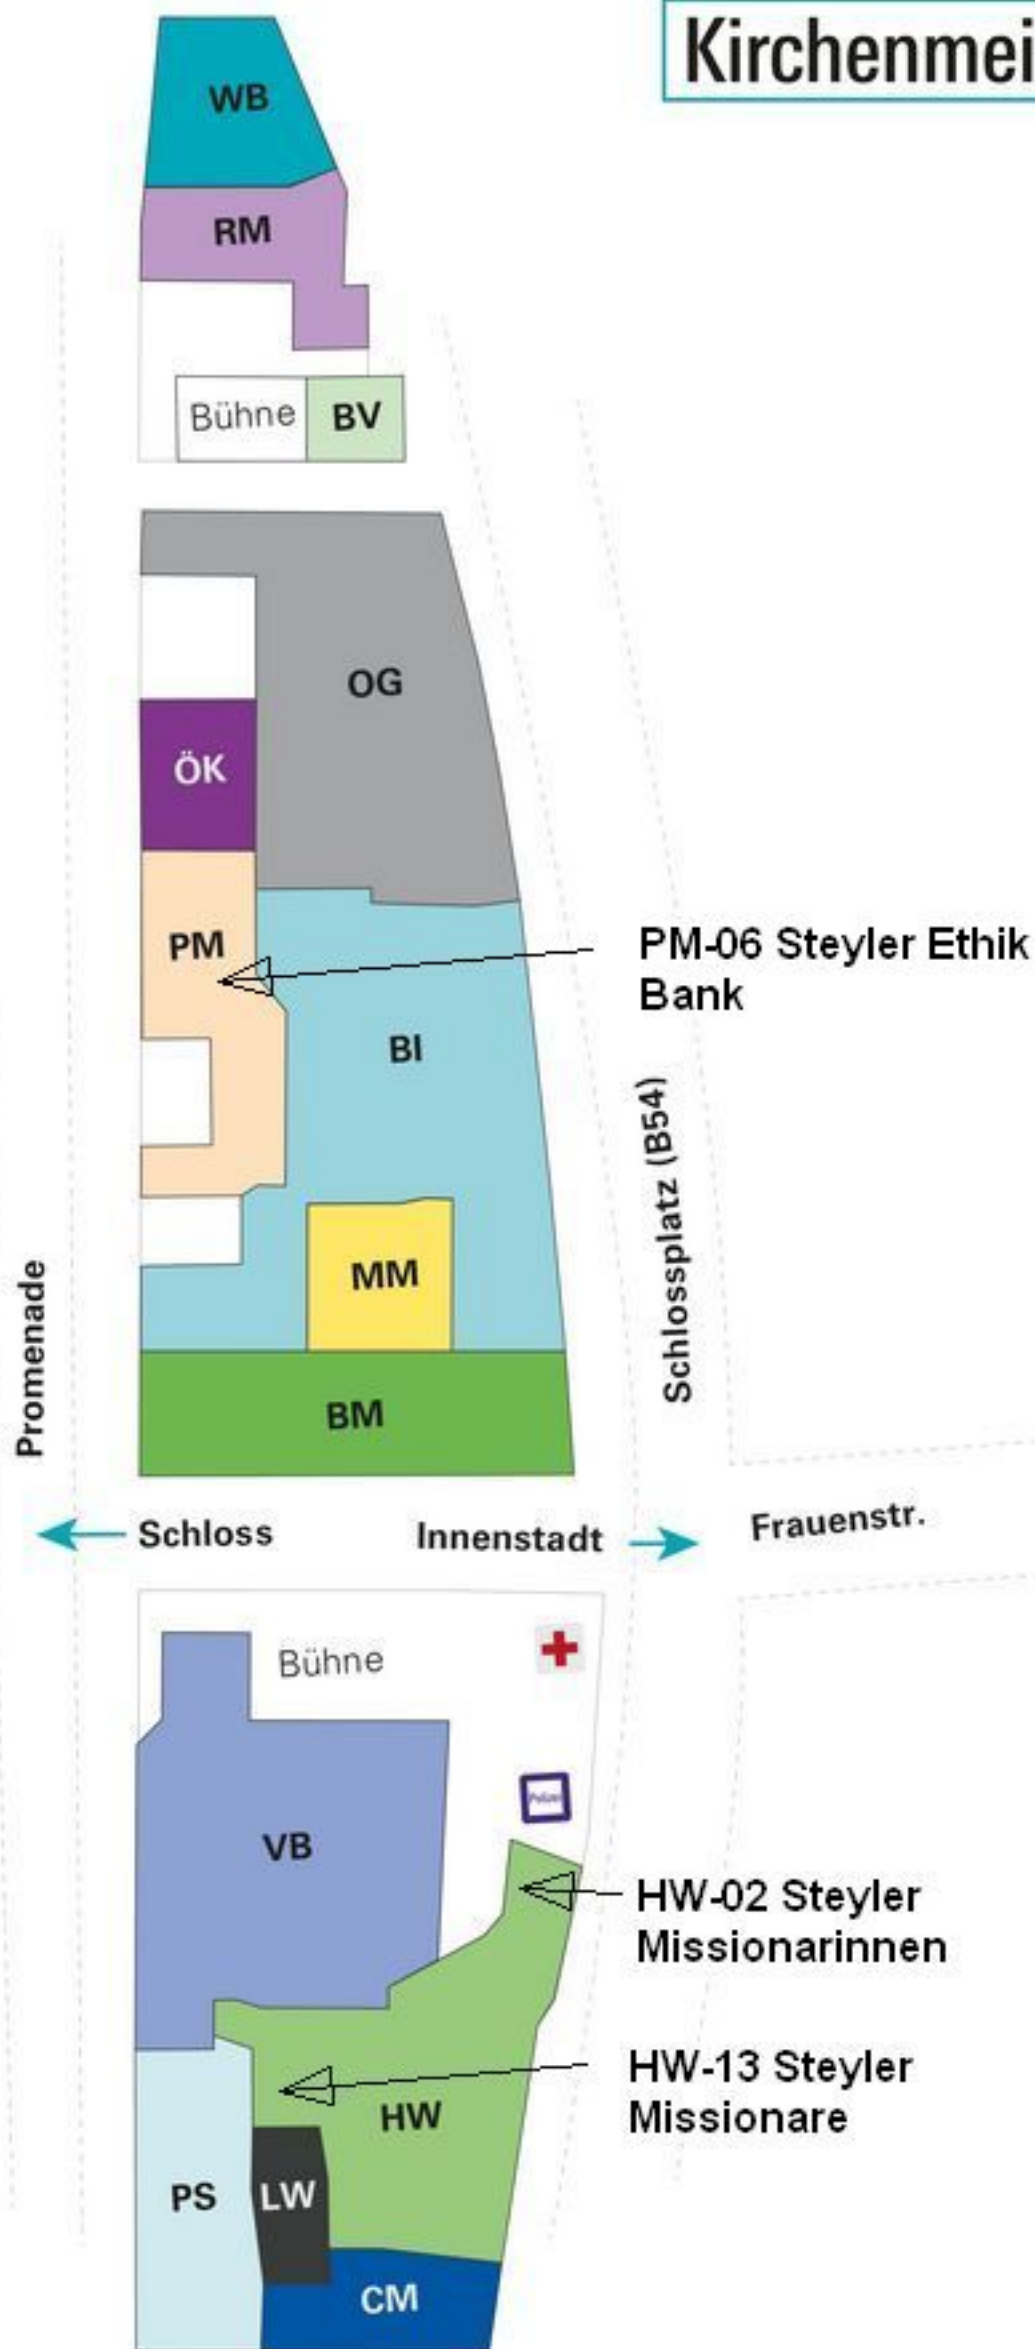 Kirchenmei
WB
RM
Bühne
BV
OG
ÖK
PM
PM-06 Steyler Ethik
Bank
BI
Schlossplatz (B54)
MM
Promenade
BM
Schloss
Innenstadt
Frauenstr.
Bühne
Polizei
VB
HW-02 Steyler
Missionarinnen
HW-13 Steyler
Missionare
HW
PS
LW
CM